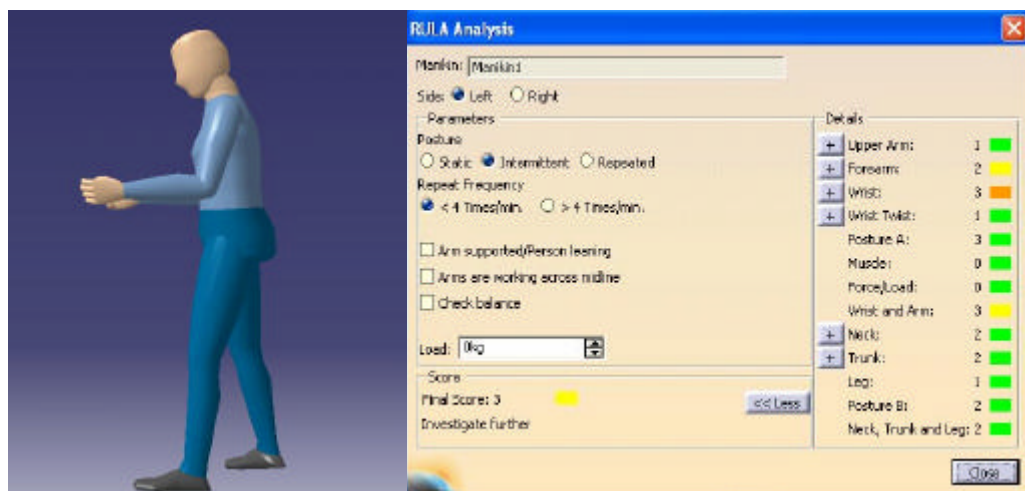 RULA Analysis
Manikin: Manikin1
Side: Left Right
Parameters
Posture
Static Intermittent Repeated
Repeat Frequency
< 4 Times/min. > 4 Times/min.
Arm supported/Person leaning
Arms are working across midline
Check balance
Load: 0kg
Score
Final Score: 3
Investigate further
<< Less
Details
+ Upper Arm: 1
+ Forearm: 2
+ Wrist: 3
+ Wrist Twist: 1
Posture A: 3
Muscle: 0
Force/Load: 0
Wrist and Arm: 3
+ Neck: 2
+ Trunk: 2
Leg: 1
Posture B: 2
Neck, Trunk and Leg: 2
Close